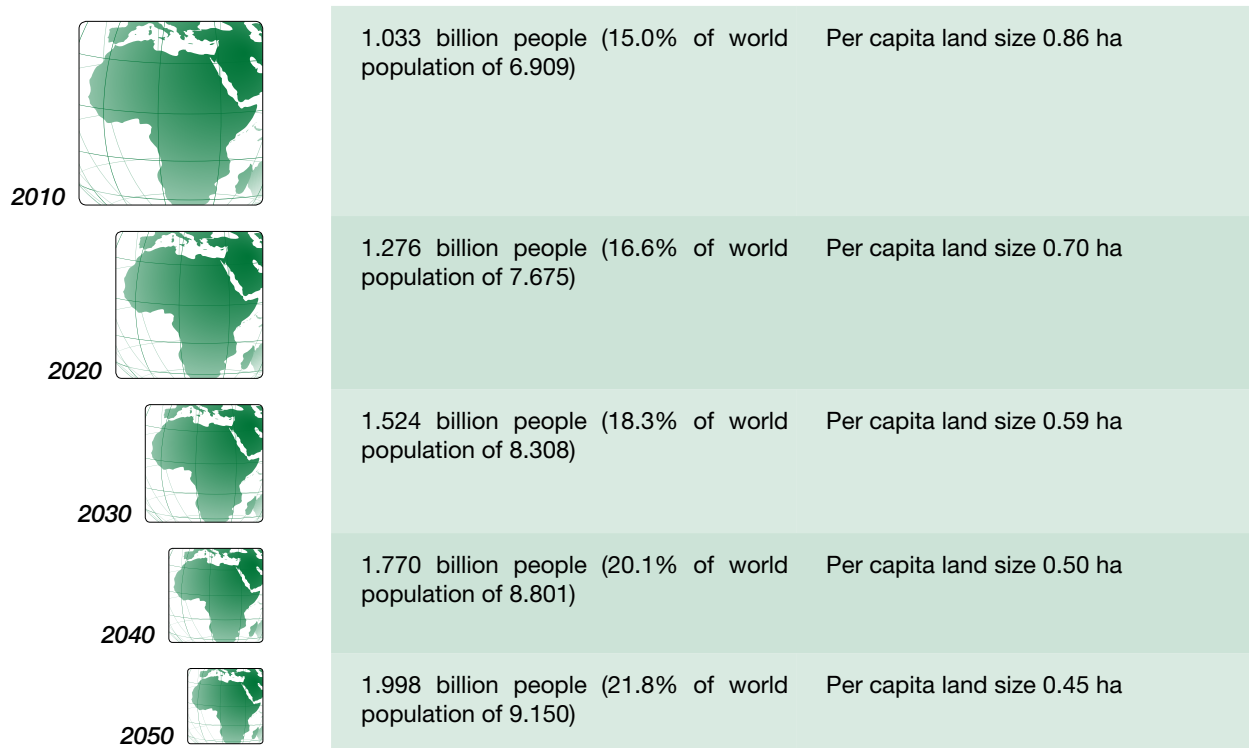 1.033 billion people (15.0% of world
population of 6.909)
Per capita land size 0.86 ha
2010
1.276 billion people (16.6% of world
population of 7.675)
Per capita land size 0.70 ha
2020
1.524 billion people (18.3% of world
population of 8.308)
Per capita land size 0.59 ha
2030
1.770 billion people (20.1% of world
population of 8.801)
Per capita land size 0.50 ha
2040
1.998 billion people (21.8% of world
population of 9.150)
Per capita land size 0.45 ha
2050